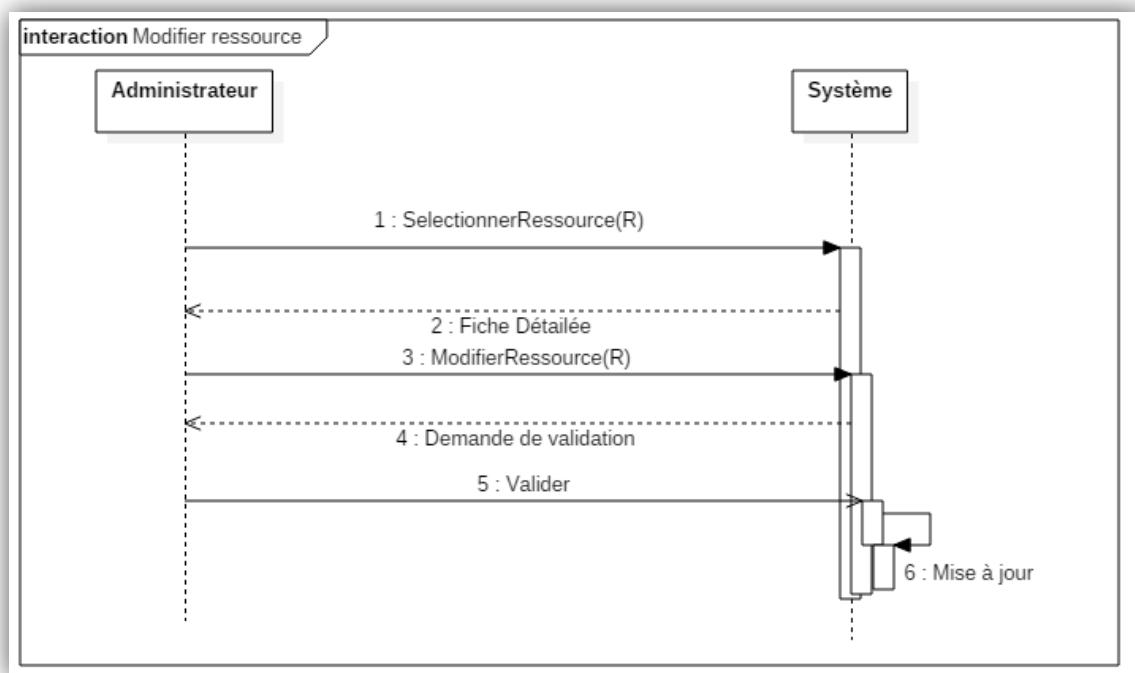 interaction Modifier ressource
Administrateur
Système
1 : SelectionnerRessource(R)
2 : Fiche Détailée
3 : ModifierRessource(R)
4 : Demande de validation
5 : Valider
6 : Mise à jour